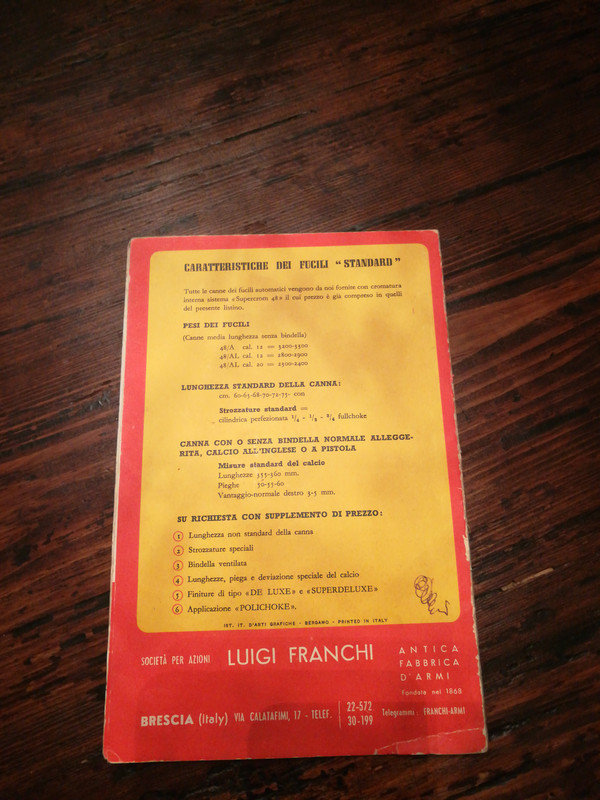 CARATTERISTICHE DEI FUCILI "STANDARD"
Tutte le canne dei fucili automatici vengono da noi fornite con cromatura
interna sistema «Supercrom 48» il cui prezzo è già compreso in quelli
del presente listino.
PESI DEI FUCILI
(Canne media lunghezza senza bindella)
48/A cal. 12 = 3200-3300
48/AL cal. 12 = 2800-2900
48/AL cal. 20 = 2300-2400
LUNGHEZZA STANDARD DELLA CANNA:
cm. 60-65-68-70-72-75- con
Strozzature standard =
cilindrica perfezionata 1/4 - 1/2 - 3/4 fullchoke
CANNA CON O SENZA BINDELLA NORMALE ALLEGGE-
RITA, CALCIO ALL'INGLESE O A PISTOLA
Misure standard del calcio
Lunghezze 355-360 mm.
Pieghe 50-55-60
Vantaggio-normale destro 3-5 mm.
SU RICHIESTA CON SUPPLEMENTO DI PREZZO:
1 Lunghezza non standard della canna
2 Strozzature speciali
3 Bindella ventilata
4 Lunghezze, piega e deviazione speciale del calcio
5 Finiture di tipo «DE LUXE» e «SUPERDELUXE»
6 Applicazione «POLICHOKE».
IST. IT. D'ARTI GRAFICHE - BERGAMO - PRINTED IN ITALY
SOCIETÀ PER AZIONI LUIGI FRANCHI
ANTICA
FABBRICA
D'ARMI
Fondata nel 1868
BRESCIA (Italy) VIA CALATAFIMI, 17 - TELEF. 22-572
30-199
Telegrammi: FRANCHI-ARMI